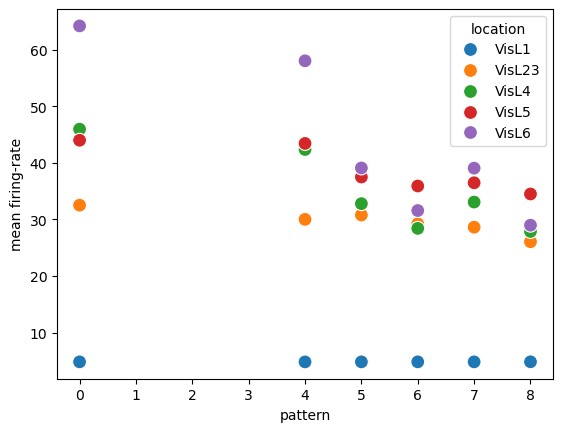 location
VisL1
VisL23
VisL4
VisL5
VisL6
mean firing-rate
60
50
40
30
20
10
0 1 2 3 4 5 6 7 8
pattern